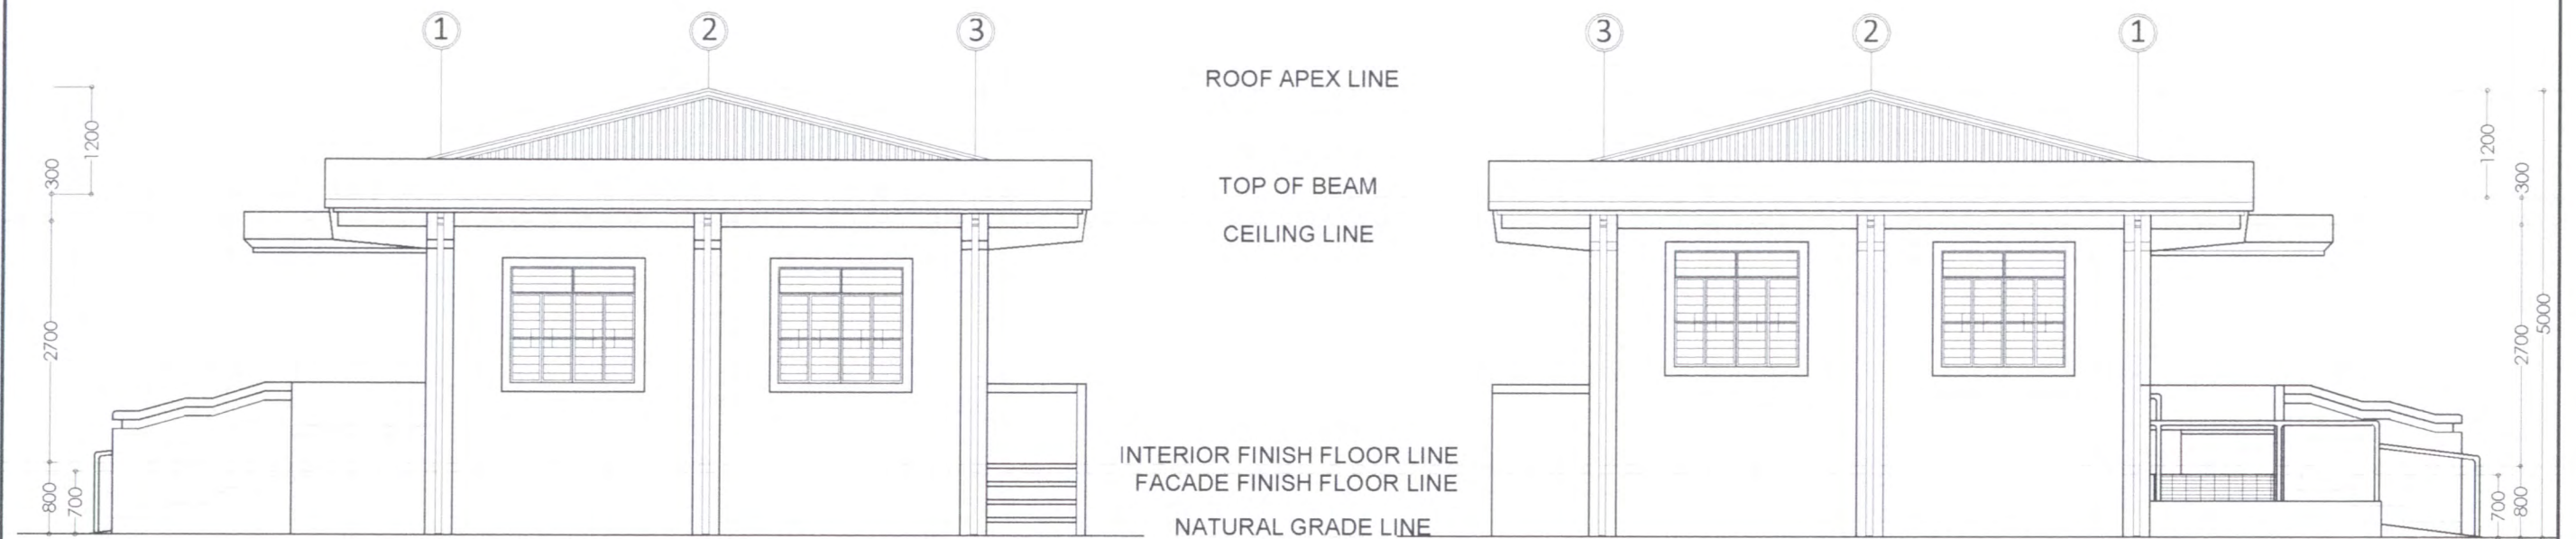 1 2 3
3 2 1
ROOF APEX LINE
1200
1200
300
300
TOP OF BEAM
CEILING LINE
2700
2700
5000
INTERIOR FINISH FLOOR LINE
FACADE FINISH FLOOR LINE
800
700
700
800
NATURAL GRADE LINE